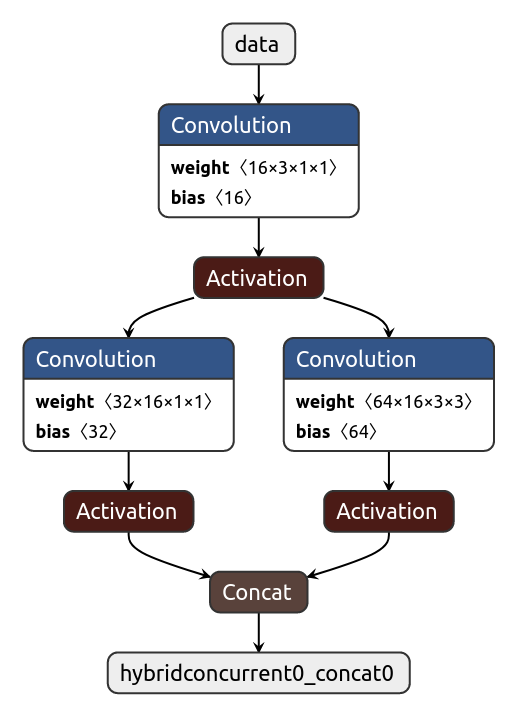 data
Convolution
weight〈16×3×1×1〉
bias〈16〉
Activation
Convolution
weight〈32×16×1×1〉
bias〈32〉
Convolution
weight〈64×16×3×3〉
bias〈64〉
Activation
Activation
Concat
hybridconcurrent0_concat0